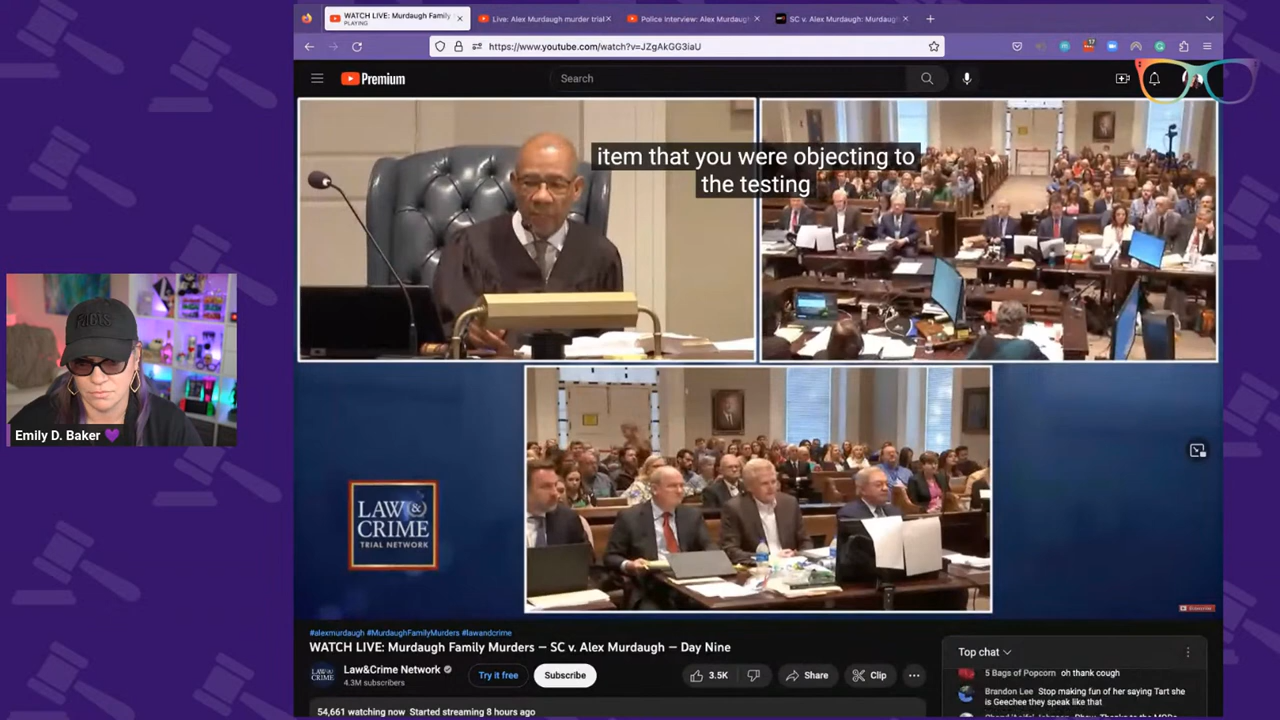 WATCH LIVE: Murdaugh Family
PLAYING
Live: Alex Murdaugh murder trial
Police Interview: Alex Murdaug
SC v. Alex Murdaugh: Murdaug
https://www.youtube.com/watch?v=JZgAkGG3iaU
Premium
Search
17
item that you were objecting to
the testing
Emily D. Baker 💜
LAW &
CRIME
TRIAL NETWORK
Subscribe
#alexmurdaugh #MurdaughFamilyMurders #lawandcrime
WATCH LIVE: Murdaugh Family Murders — SC v. Alex Murdaugh — Day Nine
Law&Crime Network
4.3M subscribers
Try it free
Subscribe
3.5K
Share
Clip
54,661 watching now Started streaming 8 hours ago
Top chat
5 Bags of Popcorn oh thank cough
Brandon Lee Stop making fun of her saying Tart she
is Geechee they speak like that